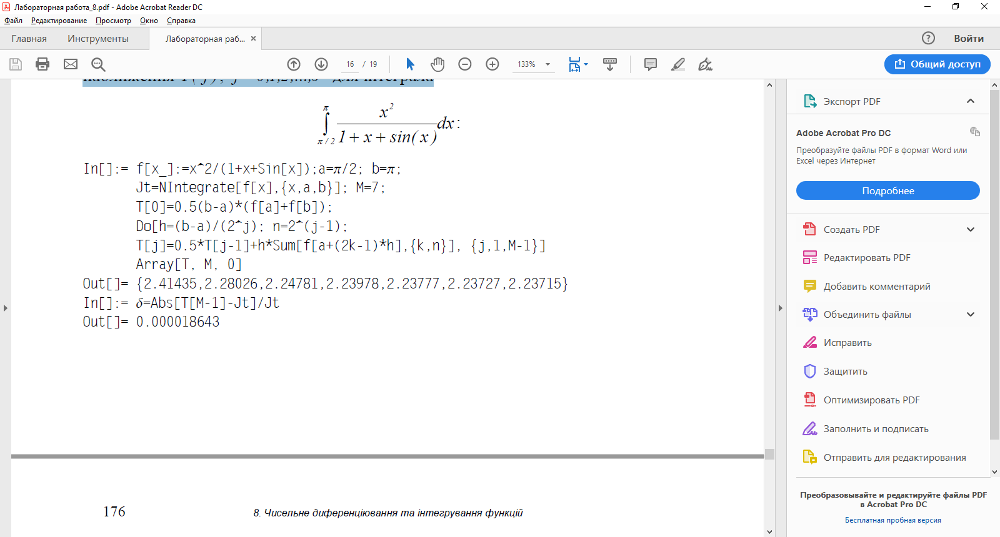 Лабораторная работа_8.pdf - Adobe Acrobat Reader DC
Файл Редактирование Просмотр Окно Справка
Главная Инструменты Лабораторная раб... × ? Войти
16 / 19 133% Общий доступ
для інтеграла
π
∫ x² / (1 + x + sin( x )) dx :
π / 2
In[]:= f[x_]:=x^2/(1+x+Sin[x]);a=π/2; b=π;
Jt=NIntegrate[f[x],{x,a,b}]; M=7;
T[0]=0.5(b-a)*(f[a]+f[b]);
Do[h=(b-a)/(2^j); n=2^(j-1);
T[j]=0.5*T[j-1]+h*Sum[f[a+(2k-1)*h],{k,n}], {j,1,M-1}]
Array[T, M, 0]
Out[]= {2.41435,2.28026,2.24781,2.23978,2.23777,2.23727,2.23715}
In[]:= δ=Abs[T[M-1]-Jt]/Jt
Out[]= 0.000018643
176 8. Чисельне диференціювання та інтегрування функцій
Экспорт PDF
Adobe Acrobat Pro DC
Преобразуйте файлы PDF в формат Word или
Excel через Интернет
Подробнее
Создать PDF
Редактировать PDF
Добавить комментарий
Объединить файлы
Исправить
Защитить
Оптимизировать PDF
Заполнить и подписать
Отправить для редактирования
Преобразовывайте и редактируйте файлы PDF
в Acrobat Pro DC
Бесплатная пробная версия